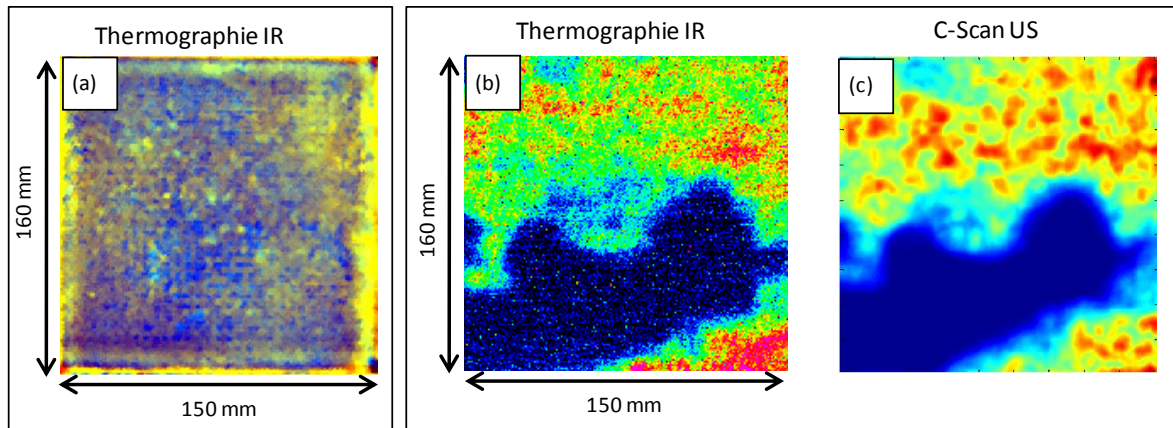 Thermographie IR
(a)
160 mm
150 mm
Thermographie IR
(b)
160 mm
150 mm
C-Scan US
(c)